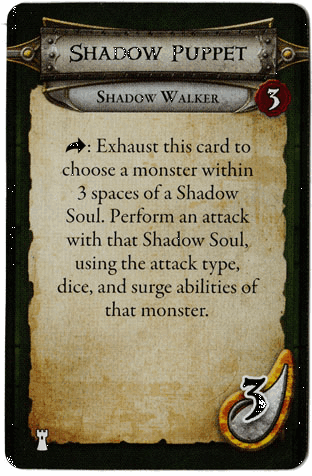 SHADOW PUPPET
SHADOW WALKER
3
: Exhaust this card to
choose a monster within
3 spaces of a Shadow
Soul. Perform an attack
with that Shadow Soul,
using the attack type,
dice, and surge abilities of
that monster.
3